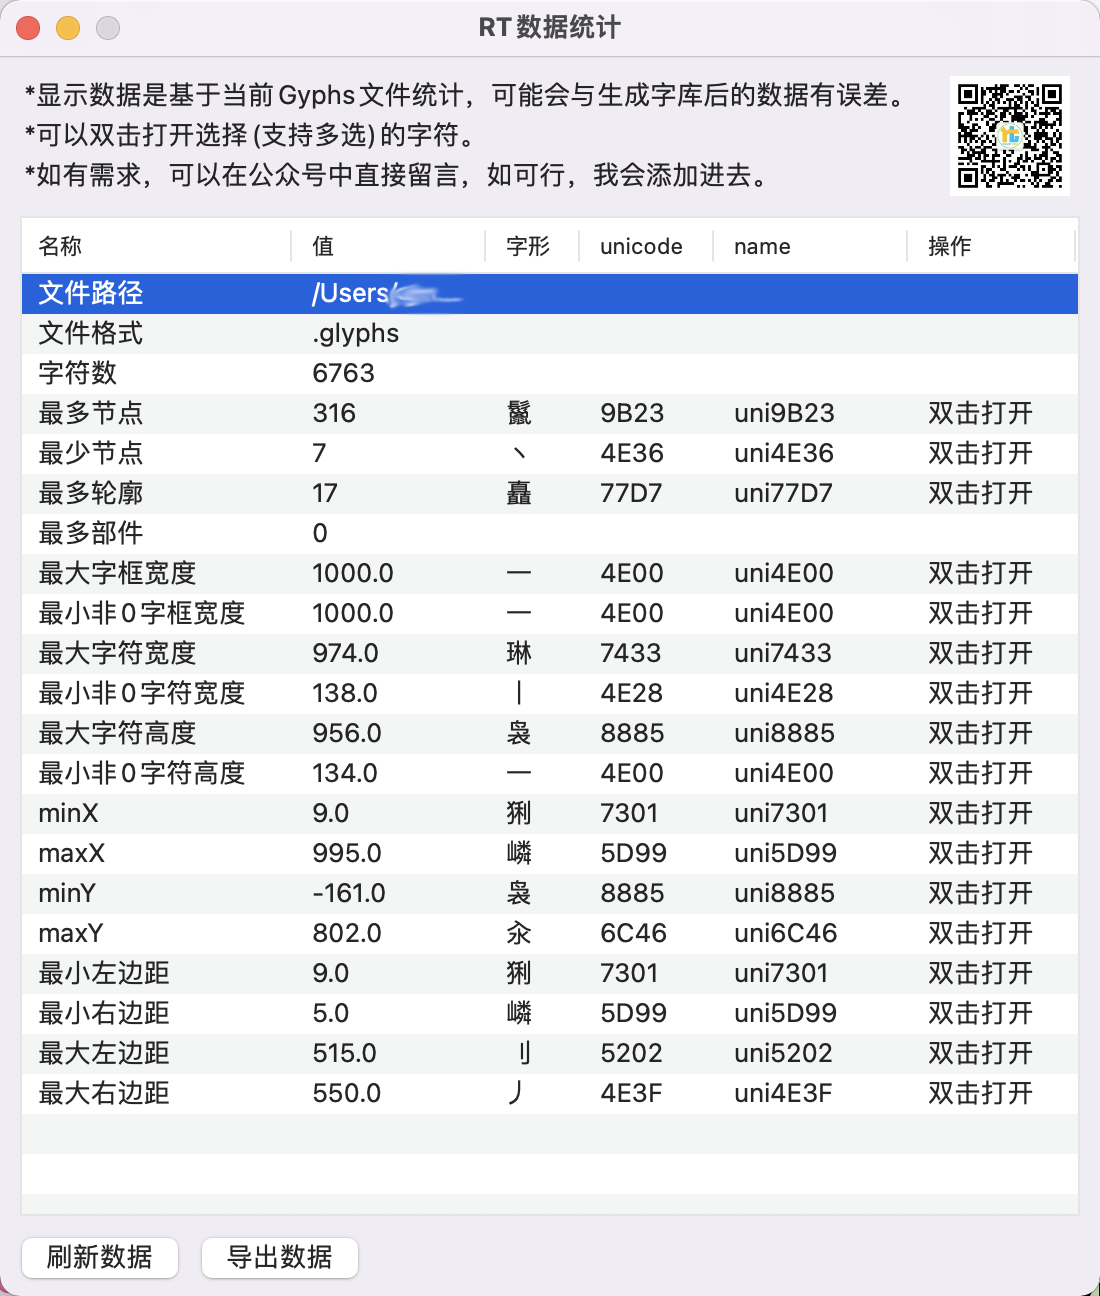 RT数据统计
*显示数据是基于当前Gyphs文件统计，可能会与生成字库后的数据有误差。
*可以双击打开选择(支持多选)的字符。
*如有需求，可以在公众号中直接留言，如可行，我会添加进去。
名称 值 字形 unicode name 操作
文件路径 /Users/
文件格式 .glyphs
字符数 6763
最多节点 316 鬣 9B23 uni9B23 双击打开
最少节点 7 丶 4E36 uni4E36 双击打开
最多轮廓 17 矗 77D7 uni77D7 双击打开
最多部件 0
最大字框宽度 1000.0 一 4E00 uni4E00 双击打开
最小非0字框宽度 1000.0 一 4E00 uni4E00 双击打开
最大字符宽度 974.0 琳 7433 uni7433 双击打开
最小非0字符宽度 138.0 丨 4E28 uni4E28 双击打开
最大字符高度 956.0 袅 8885 uni8885 双击打开
最小非0字符高度 134.0 一 4E00 uni4E00 双击打开
minX 9.0 猁 7301 uni7301 双击打开
maxX 995.0 嶙 5D99 uni5D99 双击打开
minY -161.0 袅 8885 uni8885 双击打开
maxY 802.0 汆 6C46 uni6C46 双击打开
最小左边距 9.0 猁 7301 uni7301 双击打开
最小右边距 5.0 嶙 5D99 uni5D99 双击打开
最大左边距 515.0 刂 5202 uni5202 双击打开
最大右边距 550.0 丿 4E3F uni4E3F 双击打开
刷新数据 导出数据